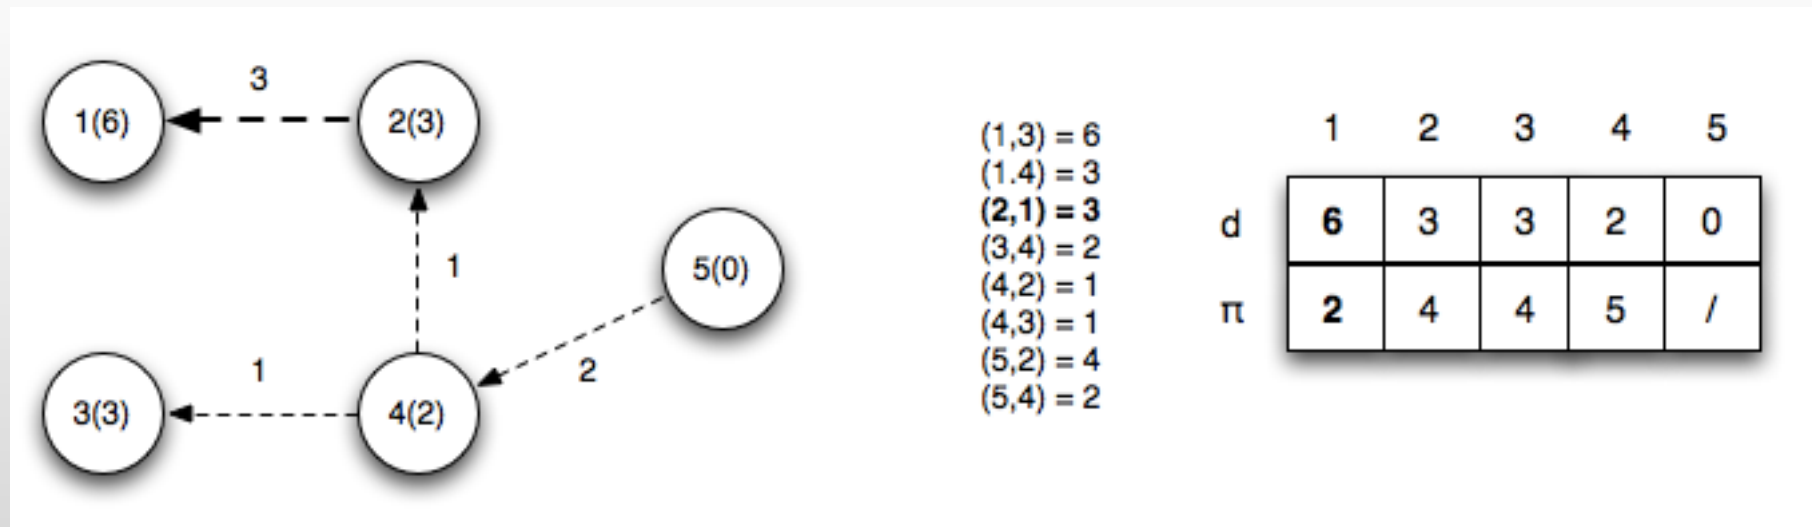 3
1(6)
2(3)
1
5(0)
1
2
3(3)
4(2)
(1,3) = 6
(1.4) = 3
(2,1) = 3
(3,4) = 2
(4,2) = 1
(4,3) = 1
(5,2) = 4
(5,4) = 2
1 2 3 4 5
d 6 3 3 2 0
π 2 4 4 5 /